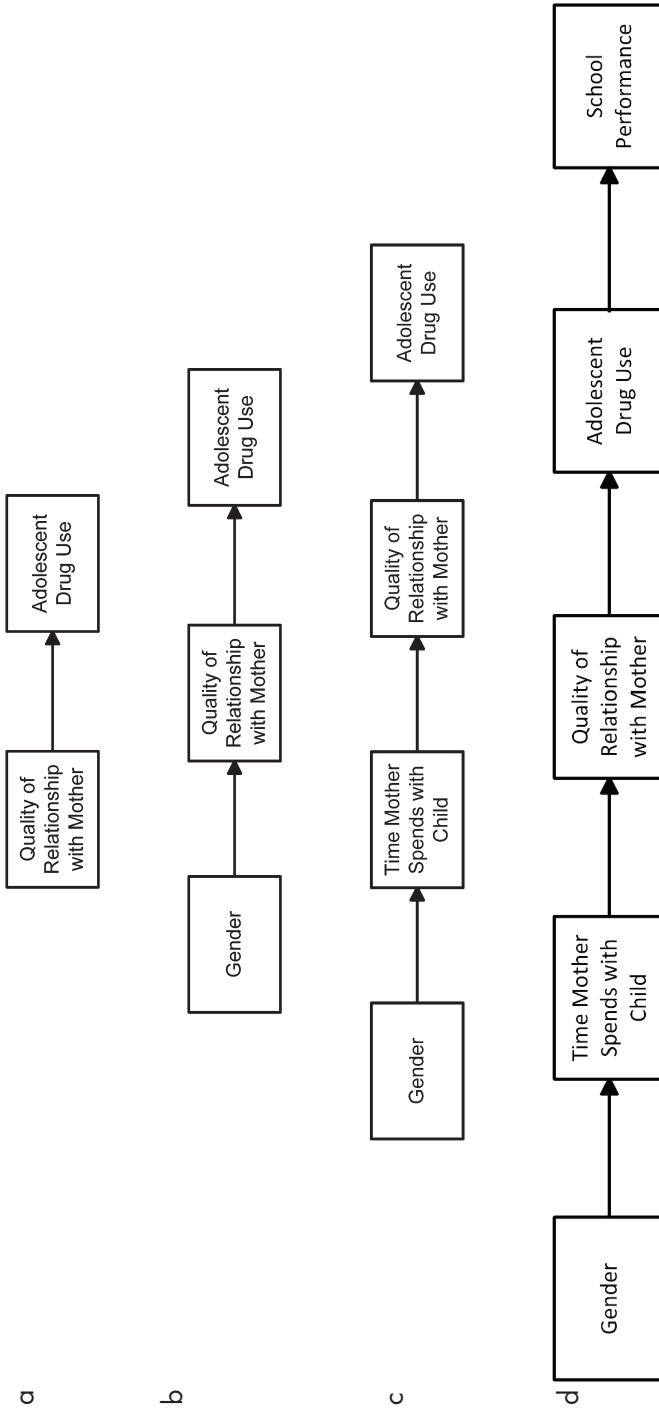 a
Quality of
Relationship
with Mother
Adolescent
Drug Use
b
Gender
Quality of
Relationship
with Mother
Adolescent
Drug Use
c
Gender
Time Mother
Spends with
Child
Quality of
Relationship
with Mother
Adolescent
Drug Use
d
Gender
Time Mother
Spends with
Child
Quality of
Relationship
with Mother
Adolescent
Drug Use
School
Performance